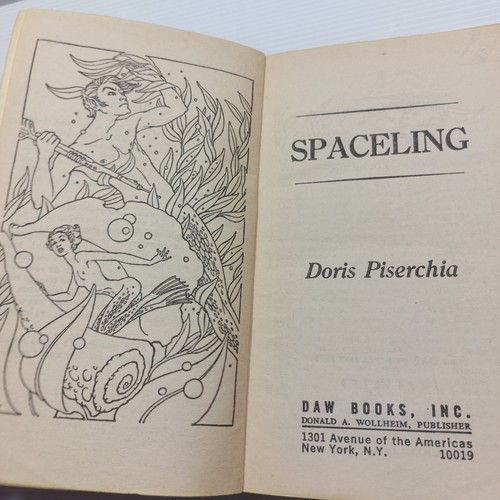 SPACELING
Doris Piserchia
DAW BOOKS, INC.
DONALD A. WOLLHEIM, PUBLISHER
1301 Avenue of the Americas
New York, N.Y. 10019